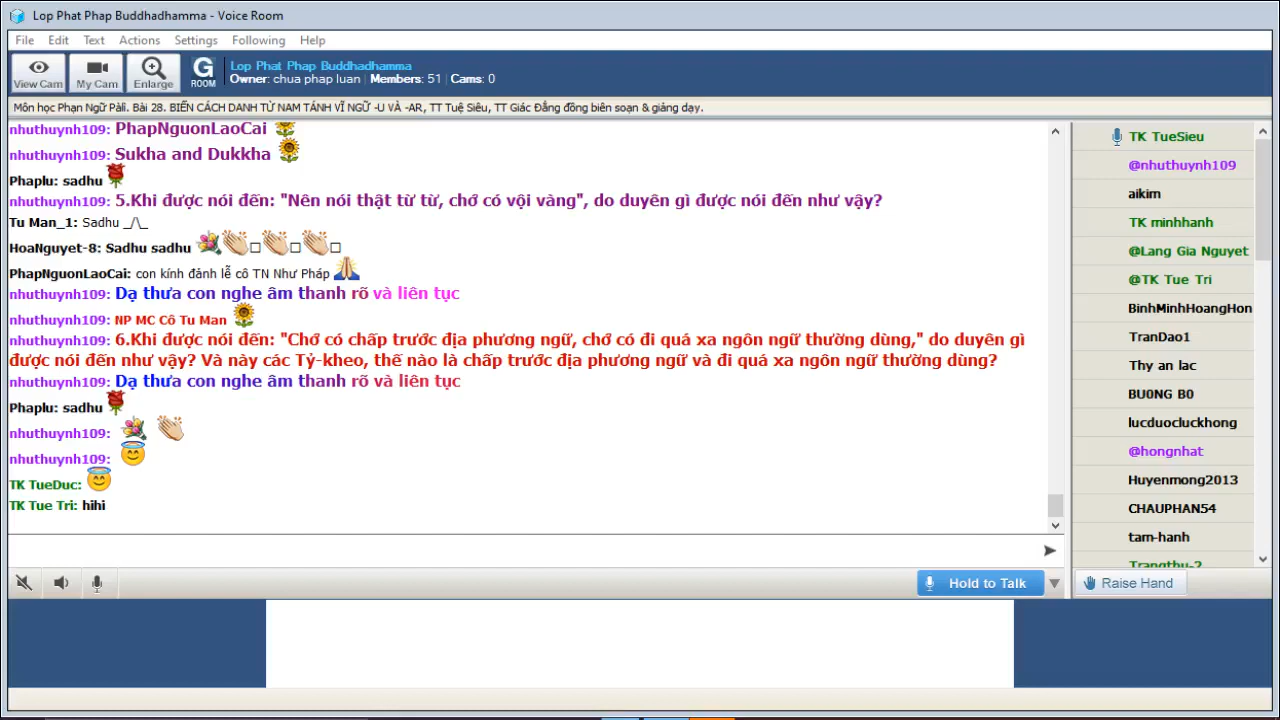 Lop Phat Phap Buddhadhamma - Voice Room
File Edit Text Actions Settings Following Help
View Cam My Cam Enlarge G ROOM
Lop Phat Phap Buddhadhamma
Owner: chua phap luan Members: 51 Cams: 0
Môn học Phạn Ngữ Pàli. Bài 28. BIẾN CÁCH DANH TỪ NAM TÁNH VĨ NGỮ -U VÀ -AR, TT Tuệ Siêu, TT Giác Đẳng đồng biên soạn & giảng dạy.
nhuthuynh109: PhapNguonLaoCai
nhuthuynh109: Sukha and Dukkha
Phaplu: sadhu
nhuthuynh109: 5.Khi được nói đến: "Nên nói thật từ từ, chớ có vội vàng", do duyên gì được nói đến như vậy?
Tu Man_1: Sadhu _/\_
HoaNguyet-8: Sadhu sadhu
PhapNguonLaoCai: con kính đảnh lễ cô TN Như Pháp
nhuthuynh109: Dạ thưa con nghe âm thanh rõ và liên tục
nhuthuynh109: NP MC Cô Tu Man
nhuthuynh109: 6.Khi được nói đến: "Chớ có chấp trước địa phương ngữ, chớ có đi quá xa ngôn ngữ thường dùng," do duyên gì
được nói đến như vậy? Và này các Tỷ-kheo, thế nào là chấp trước địa phương ngữ và đi quá xa ngôn ngữ thường dùng?
nhuthuynh109: Dạ thưa con nghe âm thanh rõ và liên tục
Phaplu: sadhu
nhuthuynh109:
nhuthuynh109:
TK TueDuc:
TK Tue Tri: hihi
TK TueSieu
@nhuthuynh109
aikim
TK minhhanh
@Lang Gia Nguyet
@TK Tue Tri
BinhMinhHoangHon
TranDao1
Thy an lac
BU0NG B0
lucduocluckhong
@hongnhat
Huyenmong2013
CHAUPHAN54
tam-hanh
Trangthu-2
Hold to Talk
Raise Hand